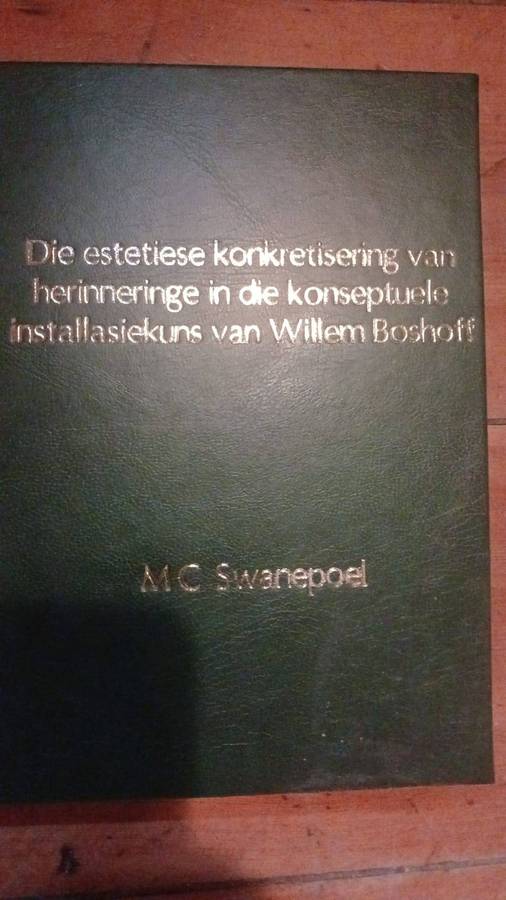 Die estetiese konkretisering van
herinneringe in die konseptuele
installasiekuns van Willem Boshoff
M C Swanepoel